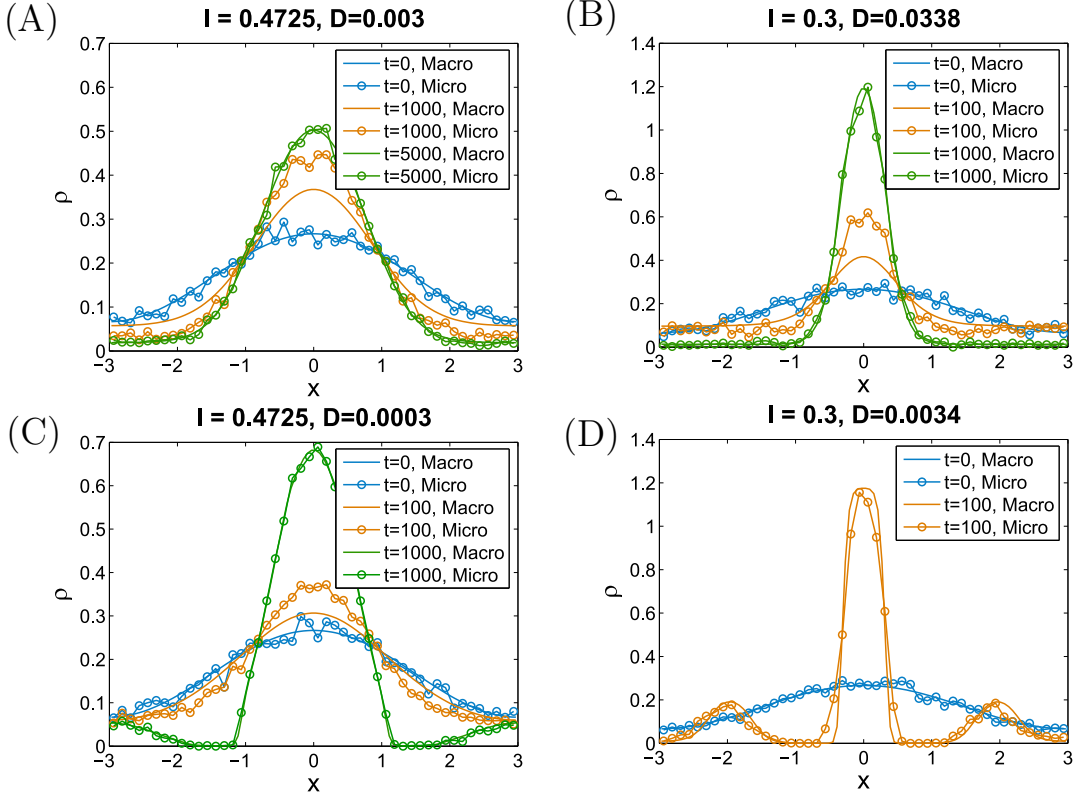 (A)
l = 0.4725, D=0.003
0.7
0.6
0.5
0.4
0.3
0.2
0.1
0
ρ
−3 −2 −1 0 1 2 3
x
t=0, Macro
t=0, Micro
t=1000, Macro
t=1000, Micro
t=5000, Macro
t=5000, Micro
(B)
l = 0.3, D=0.0338
1.4
1.2
1
0.8
0.6
0.4
0.2
0
ρ
−3 −2 −1 0 1 2 3
x
t=0, Macro
t=0, Micro
t=100, Macro
t=100, Micro
t=1000, Macro
t=1000, Micro
(C)
l = 0.4725, D=0.0003
0.7
0.6
0.5
0.4
0.3
0.2
0.1
0
ρ
−3 −2 −1 0 1 2 3
x
t=0, Macro
t=0, Micro
t=100, Macro
t=100, Micro
t=1000, Macro
t=1000, Micro
(D)
l = 0.3, D=0.0034
1.4
1.2
1
0.8
0.6
0.4
0.2
0
ρ
−3 −2 −1 0 1 2 3
x
t=0, Macro
t=0, Micro
t=100, Macro
t=100, Micro